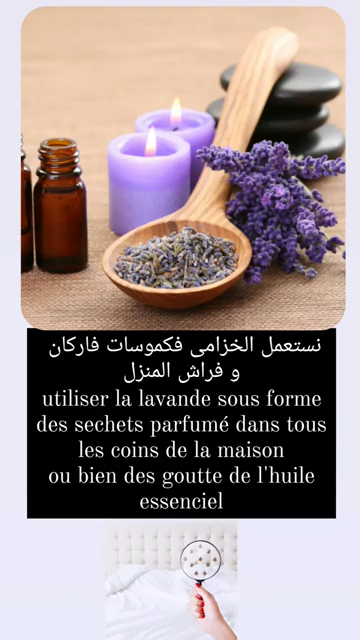 نستعمل الخزامى فكموسات فاركان
و فراش المنزل
utiliser la lavande sous forme
des sechets parfumé dans tous
les coins de la maison
ou bien des goutte de l'huile
essenciel